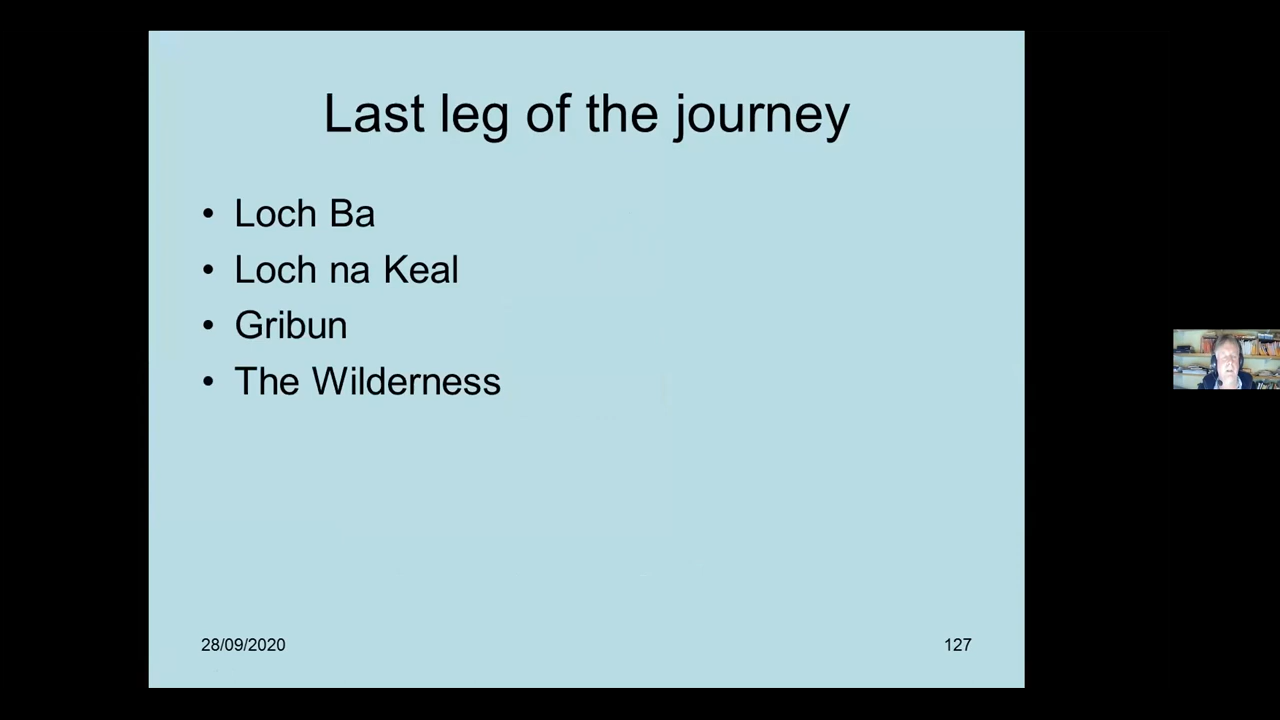 Last leg of the journey
• Loch Ba
• Loch na Keal
• Gribun
• The Wilderness
28/09/2020
127